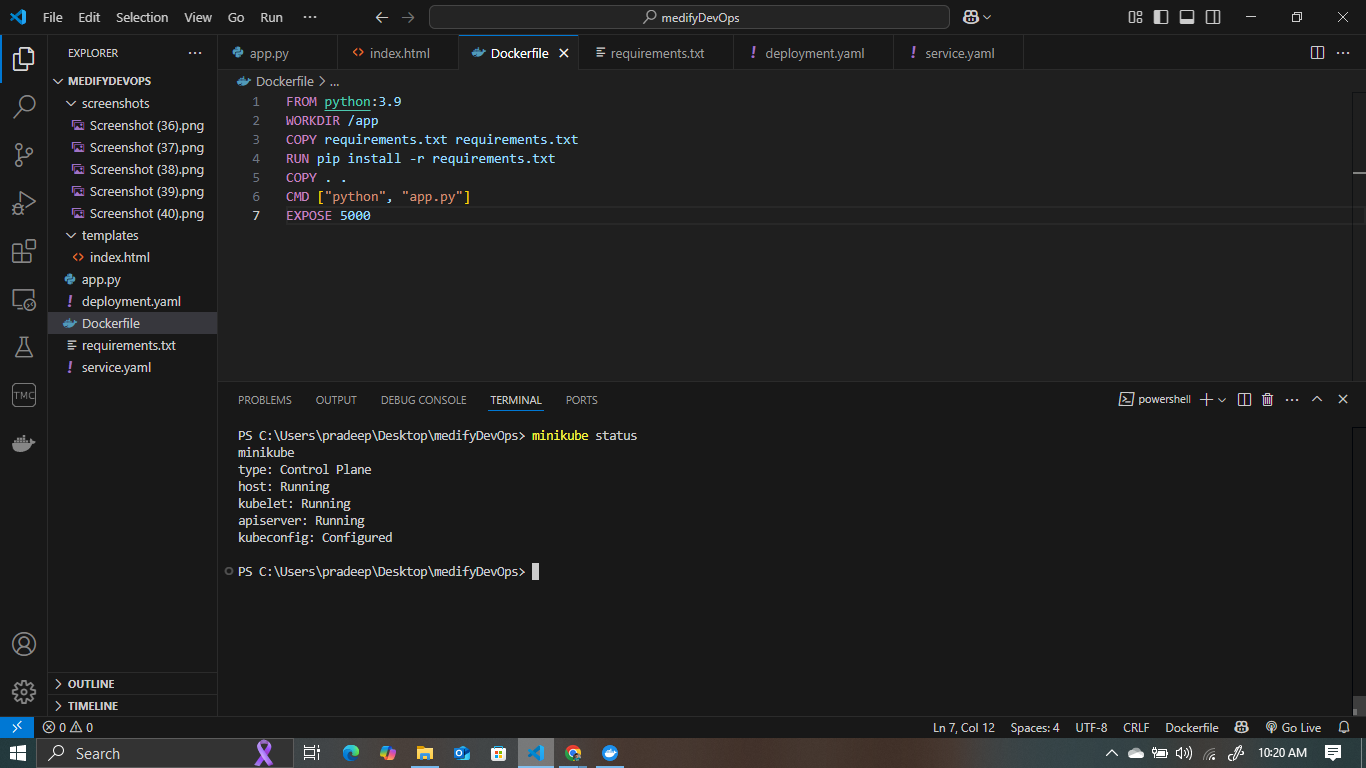 File Edit Selection View Go Run ··· medifyDevOps
EXPLORER ···
MEDIFYDEVOPS
screenshots
Screenshot (36).png
Screenshot (37).png
Screenshot (38).png
Screenshot (39).png
Screenshot (40).png
templates
index.html
app.py
deployment.yaml
Dockerfile
requirements.txt
service.yaml
OUTLINE
TIMELINE
TMC
app.py index.html Dockerfile requirements.txt deployment.yaml service.yaml
Dockerfile > ...
1 FROM python:3.9
2 WORKDIR /app
3 COPY requirements.txt requirements.txt
4 RUN pip install -r requirements.txt
5 COPY . .
6 CMD ["python", "app.py"]
7 EXPOSE 5000
PROBLEMS OUTPUT DEBUG CONSOLE TERMINAL PORTS powershell
PS C:\Users\pradeep\Desktop\medifyDevOps> minikube status
minikube
type: Control Plane
host: Running
kubelet: Running
apiserver: Running
kubeconfig: Configured
PS C:\Users\pradeep\Desktop\medifyDevOps>
0 0 Ln 7, Col 12 Spaces: 4 UTF-8 CRLF Dockerfile Go Live
Search 10:20 AM